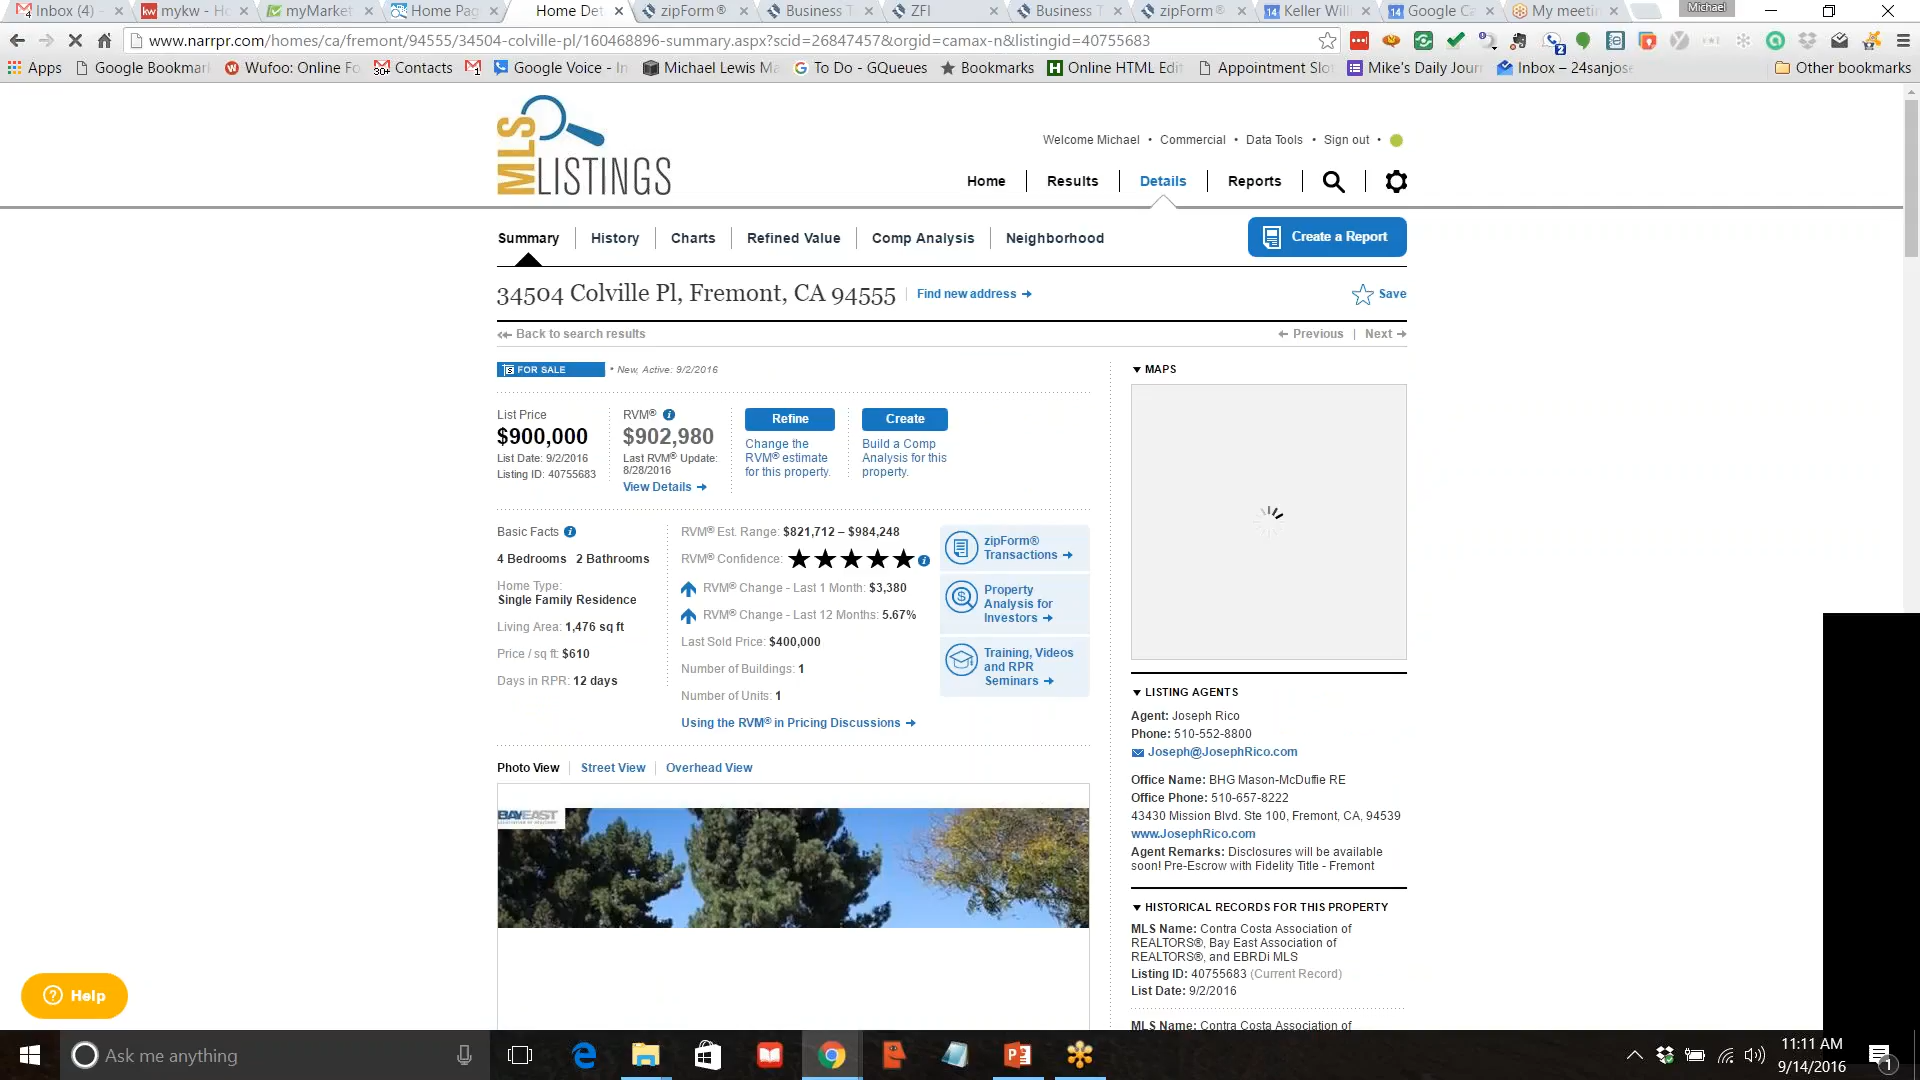 Inbox (4) -
mykw - Ho
myMarket
Home Pag
Home Det
zipForm®
Business T
ZFI
Business T
zipForm®
Keller Will
Google Ca
My meeti
Michael
www.narrpr.com/homes/ca/fremont/94555/34504-colville-pl/160468896-summary.aspx?scid=26847457&orgid=camax-n&listingid=40755683
Apps
Google Bookmar
Wufoo: Online Fo
Contacts
Google Voice - In
Michael Lewis Ma
To Do - GQueues
Bookmarks
Online HTML Edit
Appointment Slot
Mike's Daily Jour
Inbox – 24sanjos
Other bookmarks
MLS LISTINGS
Welcome Michael • Commercial • Data Tools • Sign out •
Home
Results
Details
Reports
Summary
History
Charts
Refined Value
Comp Analysis
Neighborhood
Create a Report
34504 Colville Pl, Fremont, CA 94555
Find new address
Save
Back to search results
Previous | Next
FOR SALE
• New, Active: 9/2/2016
List Price
$900,000
List Date: 9/2/2016
Listing ID: 40755683
RVM®
$902,980
Last RVM® Update:
8/28/2016
View Details
Refine
Change the
RVM® estimate
for this property.
Create
Build a Comp
Analysis for this
property.
Basic Facts
4 Bedrooms 2 Bathrooms
Home Type:
Single Family Residence
Living Area: 1,476 sq ft
Price / sq ft: $610
Days in RPR: 12 days
RVM® Est. Range: $821,712 – $984,248
RVM® Confidence:
RVM® Change - Last 1 Month: $3,380
RVM® Change - Last 12 Months: 5.67%
Last Sold Price: $400,000
Number of Buildings: 1
Number of Units: 1
Using the RVM® in Pricing Discussions
zipForm®
Transactions
Property
Analysis for
Investors
Training, Videos
and RPR
Seminars
Photo View
Street View
Overhead View
BAYEAST
MAPS
LISTING AGENTS
Agent: Joseph Rico
Phone: 510-552-8800
Joseph@JosephRico.com
Office Name: BHG Mason-McDuffie RE
Office Phone: 510-657-8222
43430 Mission Blvd. Ste 100, Fremont, CA, 94539
www.JosephRico.com
Agent Remarks: Disclosures will be available
soon! Pre-Escrow with Fidelity Title - Fremont
HISTORICAL RECORDS FOR THIS PROPERTY
MLS Name: Contra Costa Association of
REALTORS®, Bay East Association of
REALTORS®, and EBRDi MLS
Listing ID: 40755683 (Current Record)
List Date: 9/2/2016
MLS Name: Contra Costa Association of
Help
Ask me anything
11:11 AM
9/14/2016
1